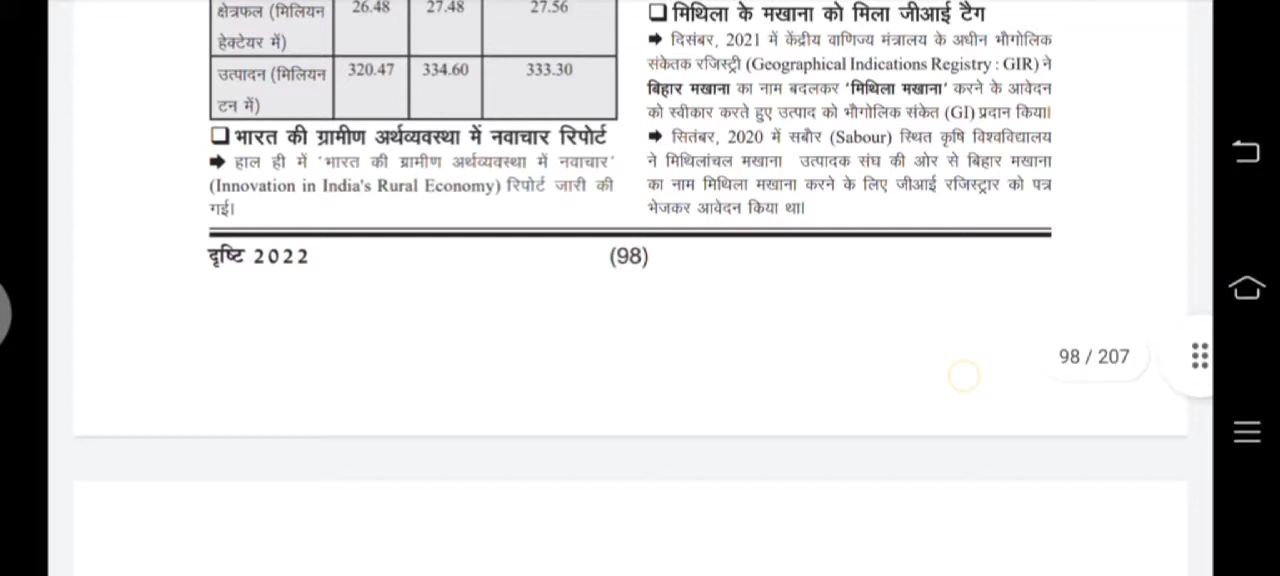 क्षेत्रफल (मिलियन हेक्टेयर में) 26.48 27.48 27.56
उत्पादन (मिलियन टन में) 320.47 334.60 333.30
❑ भारत की ग्रामीण अर्थव्यवस्था में नवाचार रिपोर्ट
➡ हाल ही में 'भारत की ग्रामीण अर्थव्यवस्था में नवाचार'
(Innovation in India's Rural Economy) रिपोर्ट जारी की
गई।
❑ मिथिला के मखाना को मिला जीआई टैग
➡ दिसंबर, 2021 में केंद्रीय वाणिज्य मंत्रालय के अधीन भौगोलिक
संकेतक रजिस्ट्री (Geographical Indications Registry : GIR) ने
बिहार मखाना का नाम बदलकर 'मिथिला मखाना' करने के आवेदन
को स्वीकार करते हुए उत्पाद को भौगोलिक संकेत (GI) प्रदान किया।
➡ सितंबर, 2020 में सबौर (Sabour) स्थित कृषि विश्वविद्यालय
ने मिथिलांचल मखाना उत्पादक संघ की ओर से बिहार मखाना
का नाम मिथिला मखाना करने के लिए जीआई रजिस्ट्रार को पत्र
भेजकर आवेदन किया था।
दृष्टि 2022 (98)
98 / 207